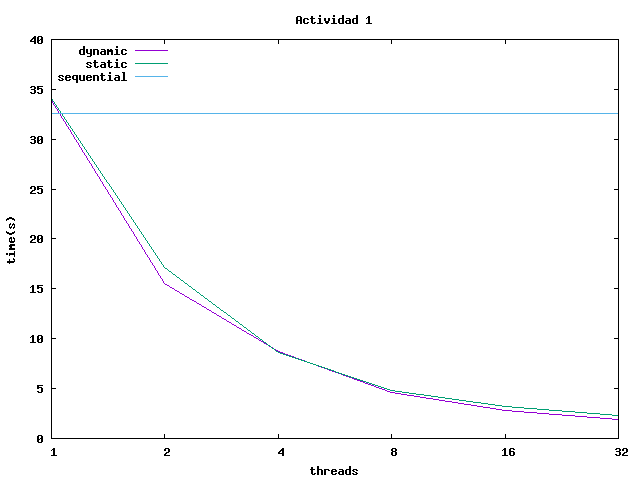 Actividad 1
40
35
30
25
20
15
10
5
0
time(s)
dynamic
static
sequential
1 2 4 8 16 32
threads